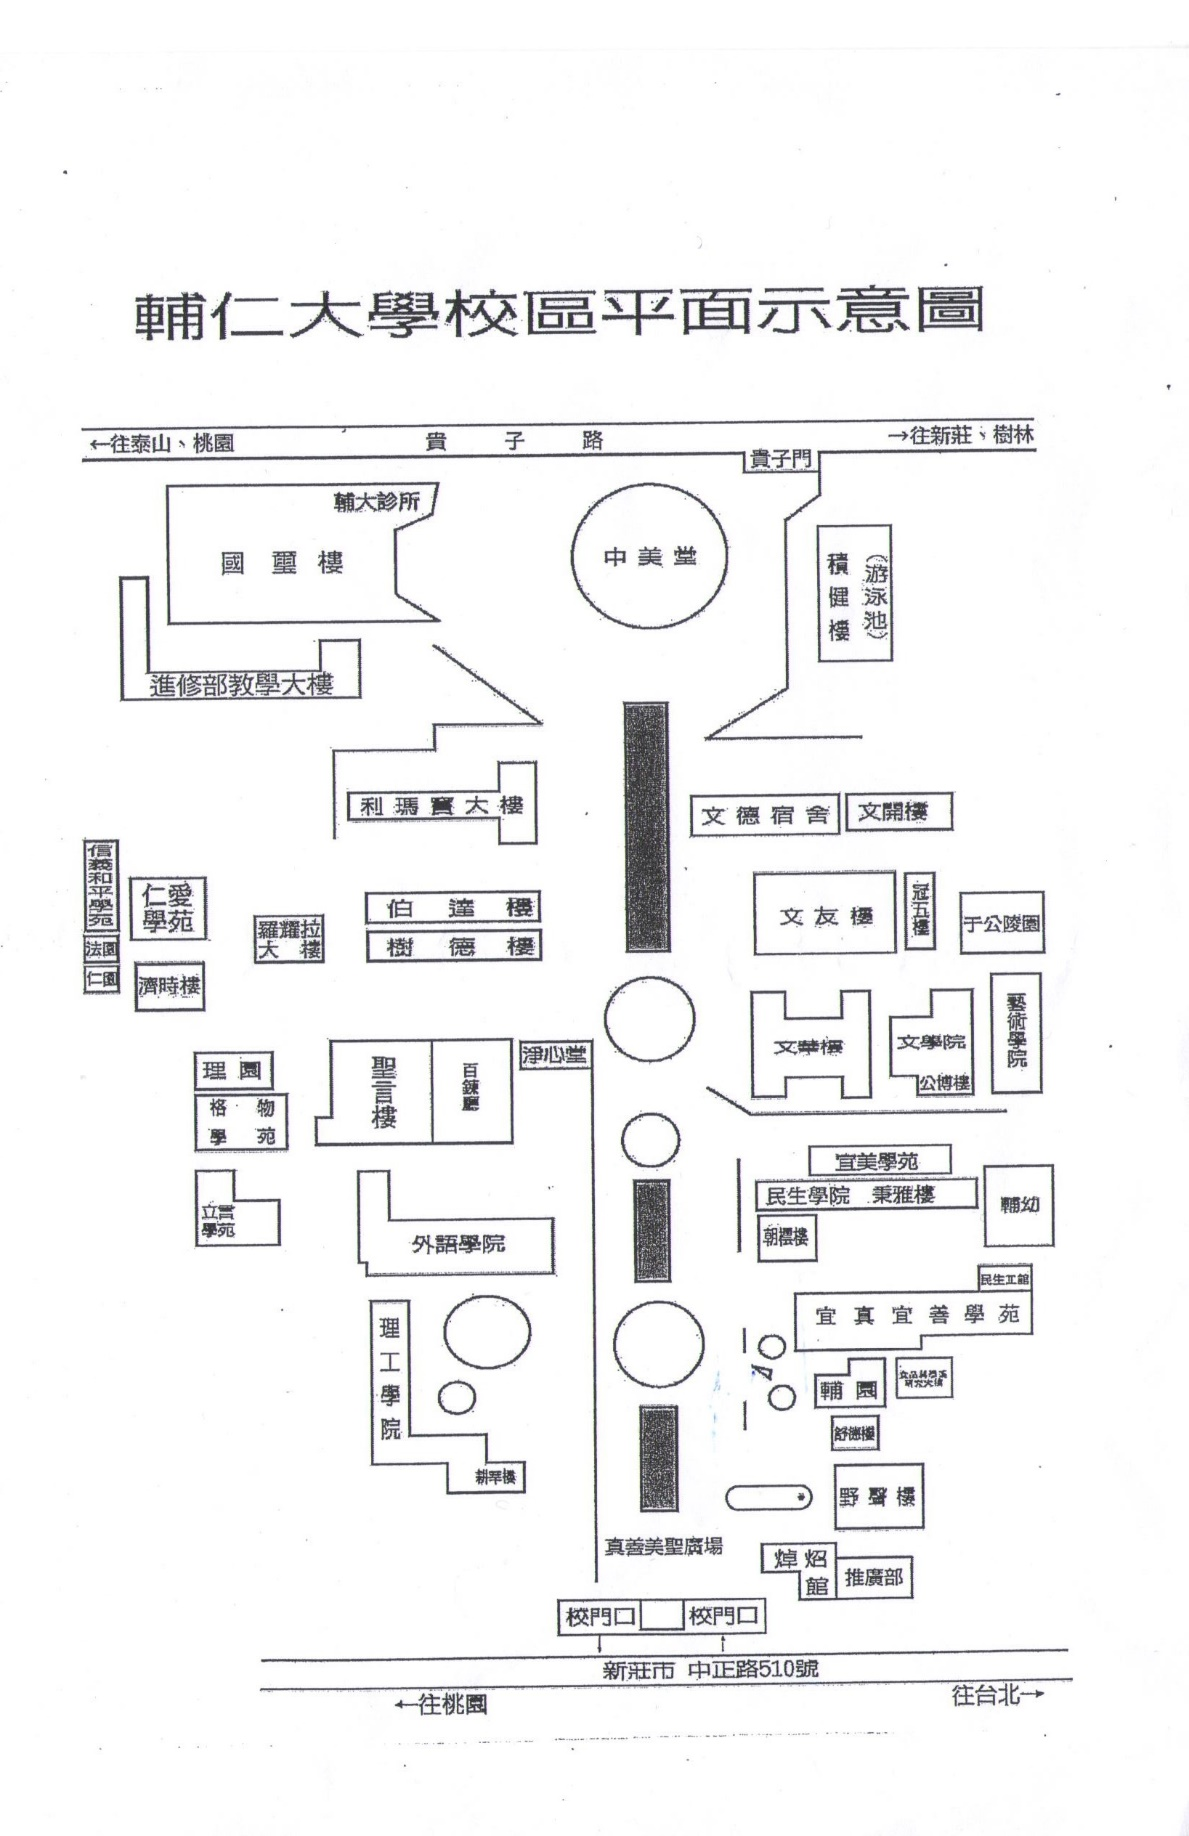 輔仁大學校區平面示意圖
←往泰山、桃園
貴子路
→往新莊、樹林
貴子門
輔大診所
國璽樓
中美堂
積健樓
(游泳池)
進修部教學大樓
利瑪竇大樓
文德宿舍
文開樓
信義和平學苑
仁愛
學苑
法園
仁園
濟時樓
羅耀拉
大樓
伯達樓
樹德樓
文友樓
冠五樓
于公陵園
理園
格物
學苑
聖言樓
百鍊廳
淨心堂
文華樓
文學院
公博樓
藝術學院
立言
學苑
外語學院
宜美學苑
民生學院 秉雅樓
朝橒樓
輔幼
民生工館
宜真宜善學苑
理工學院
耕莘樓
輔園
食品科學系
研究大樓
舒德樓
野聲樓
*
真善美聖廣場
焯炤
館
推廣部
校門口
校門口
新莊市 中正路510號
←往桃園
往台北→